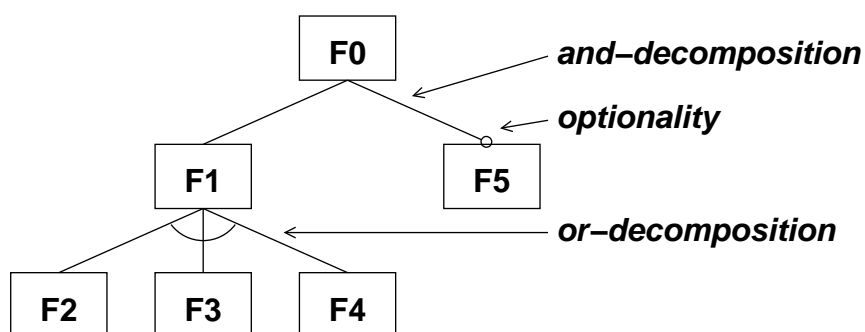 F0
and–decomposition
optionality
F1
F5
or–decomposition
F2 F3 F4